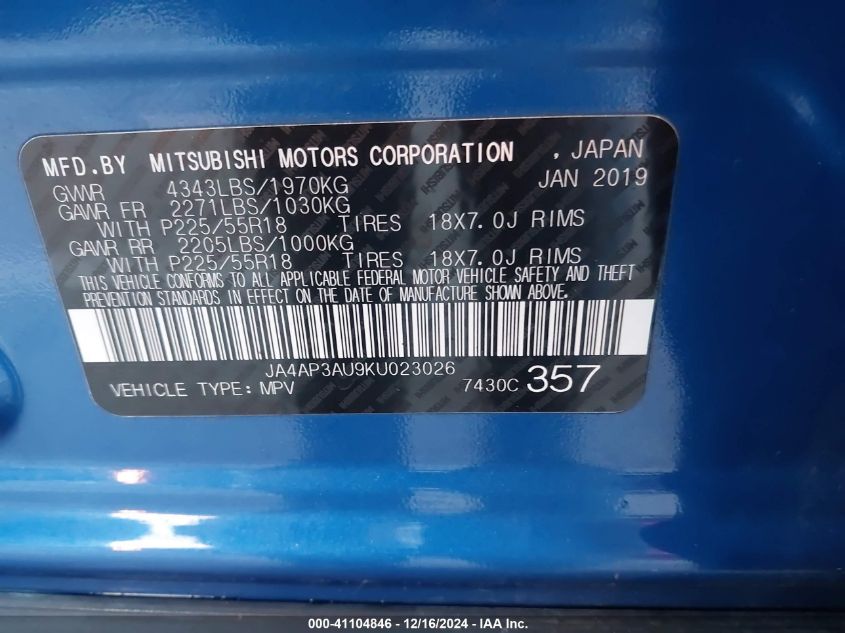 MFD.BY MITSUBISHI MOTORS CORPORATION , JAPAN
GVWR 4343LBS/1970KG JAN 2019
GAWR FR 2271LBS/1030KG
WITH P225/55R18 TIRES 18X7.0J RIMS
GAWR RR 2205LBS/1000KG
WITH P225/55R18 TIRES 18X7.0J RIMS
THIS VEHICLE CONFORMS TO ALL APPLICABLE FEDERAL MOTOR VEHICLE SAFETY AND THEFT
PREVENTION STANDARDS IN EFFECT ON THE DATE OF MANUFACTURE SHOWN ABOVE.
JA4AP3AU9KU023026
VEHICLE TYPE: MPV 7430C 357
000-41104846 - 12/16/2024 - IAA Inc.